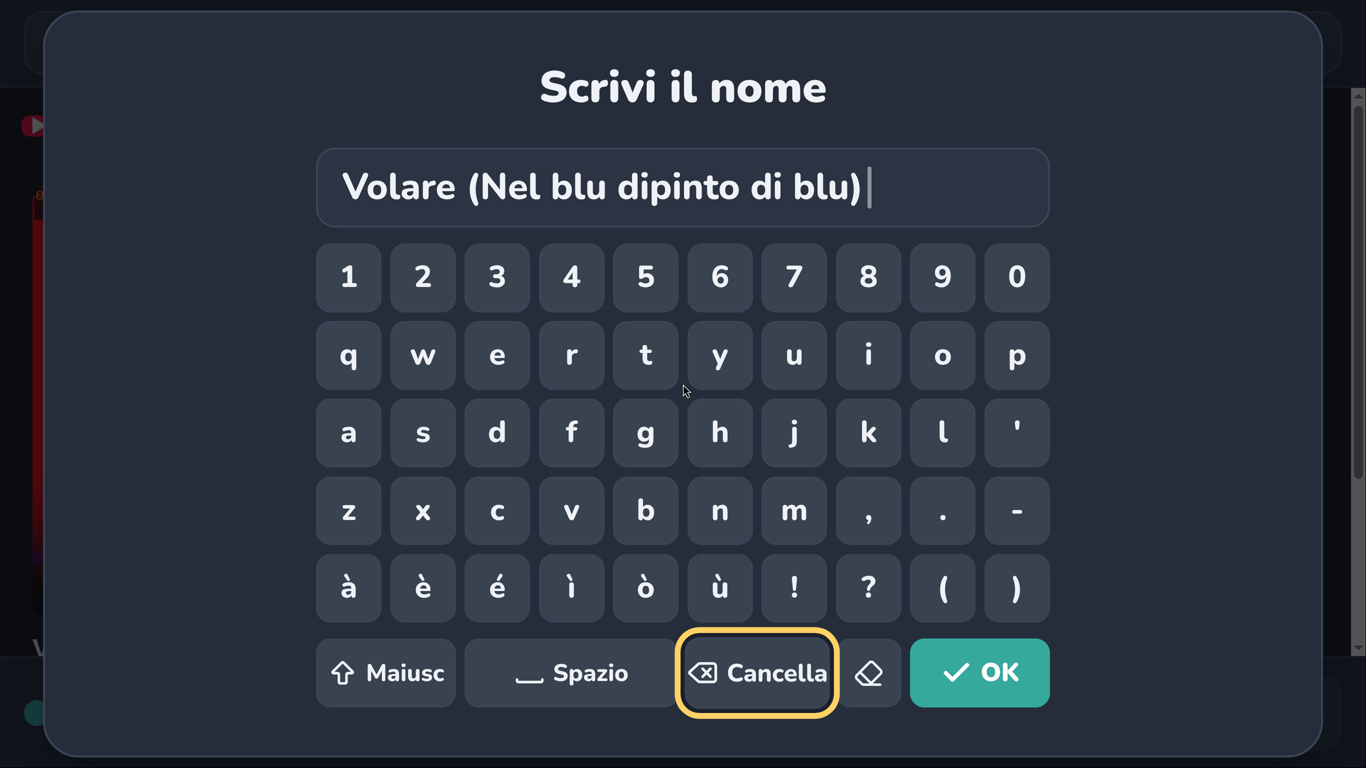 Scrivi il nome
Volare (Nel blu dipinto di blu)
1 2 3 4 5 6 7 8 9 0
q w e r t y u i o p
a s d f g h j k l '
z x c v b n m , . -
à è é ì ò ù ! ? ( )
Maiusc Spazio Cancella OK